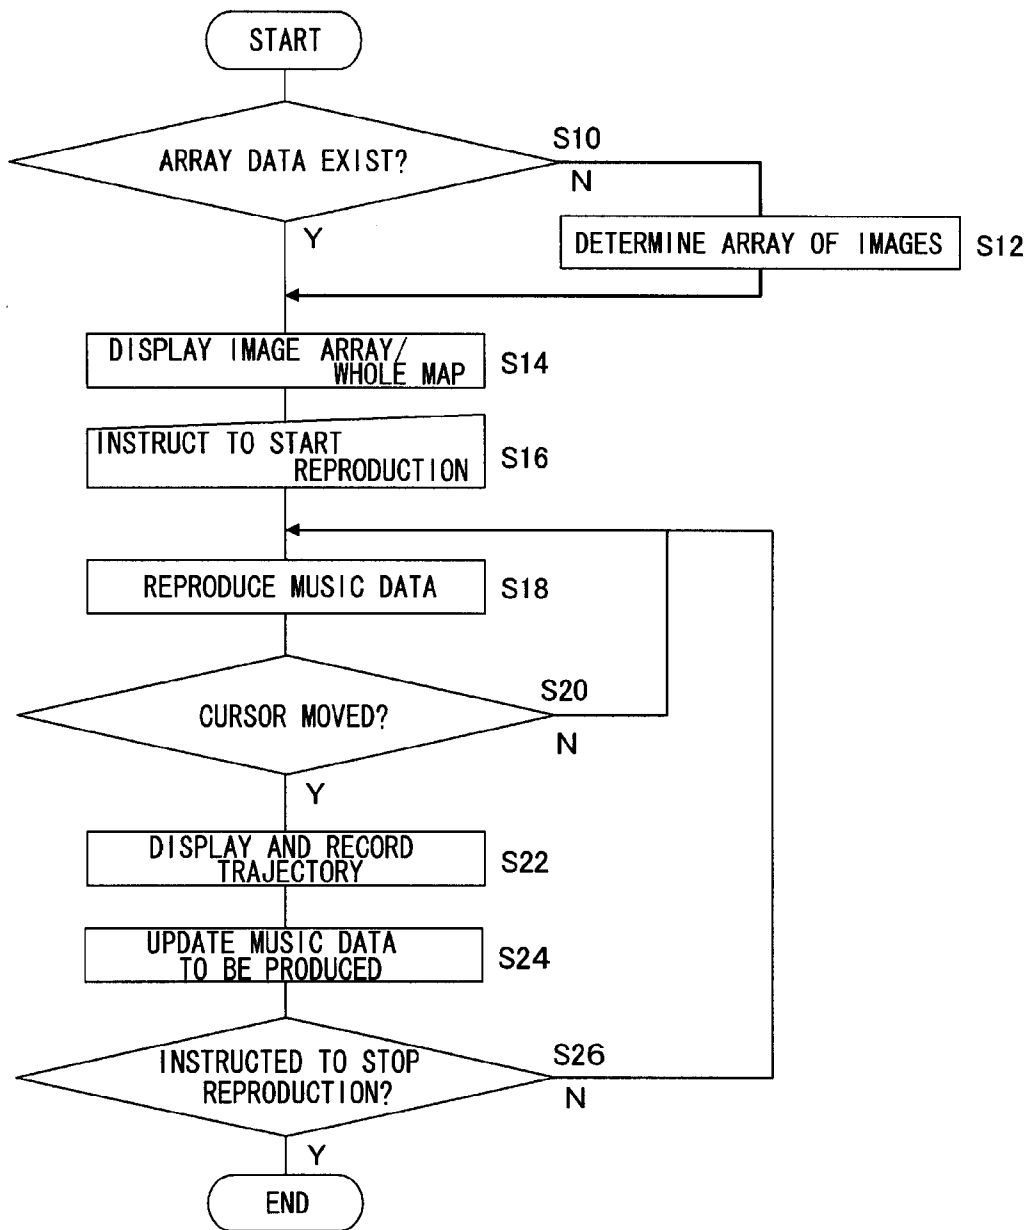 START
ARRAY DATA EXIST?
S10
N
Y
DETERMINE ARRAY OF IMAGES
S12
DISPLAY IMAGE ARRAY/
WHOLE MAP
S14
INSTRUCT TO START
REPRODUCTION
S16
REPRODUCE MUSIC DATA
S18
CURSOR MOVED?
S20
N
Y
DISPLAY AND RECORD
TRAJECTORY
S22
UPDATE MUSIC DATA
TO BE PRODUCED
S24
INSTRUCTED TO STOP
REPRODUCTION?
S26
N
Y
END